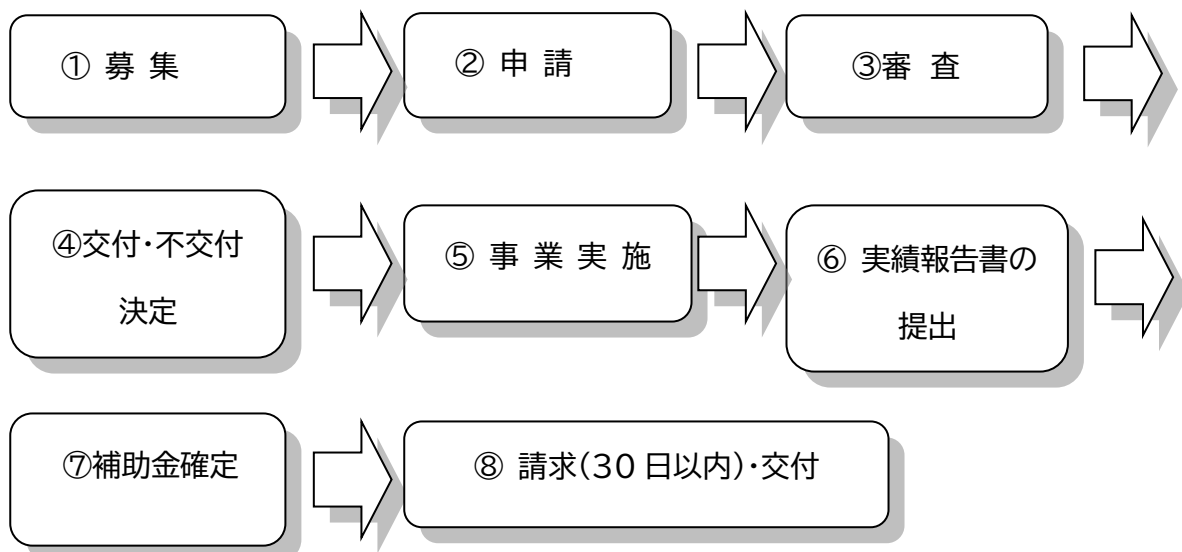 ① 募 集
② 申 請
③審 査
④交付・不交付
決定
⑤ 事 業 実 施
⑥ 実績報告書の
提出
⑦補助金確定
⑧ 請求(30 日以内)・交付